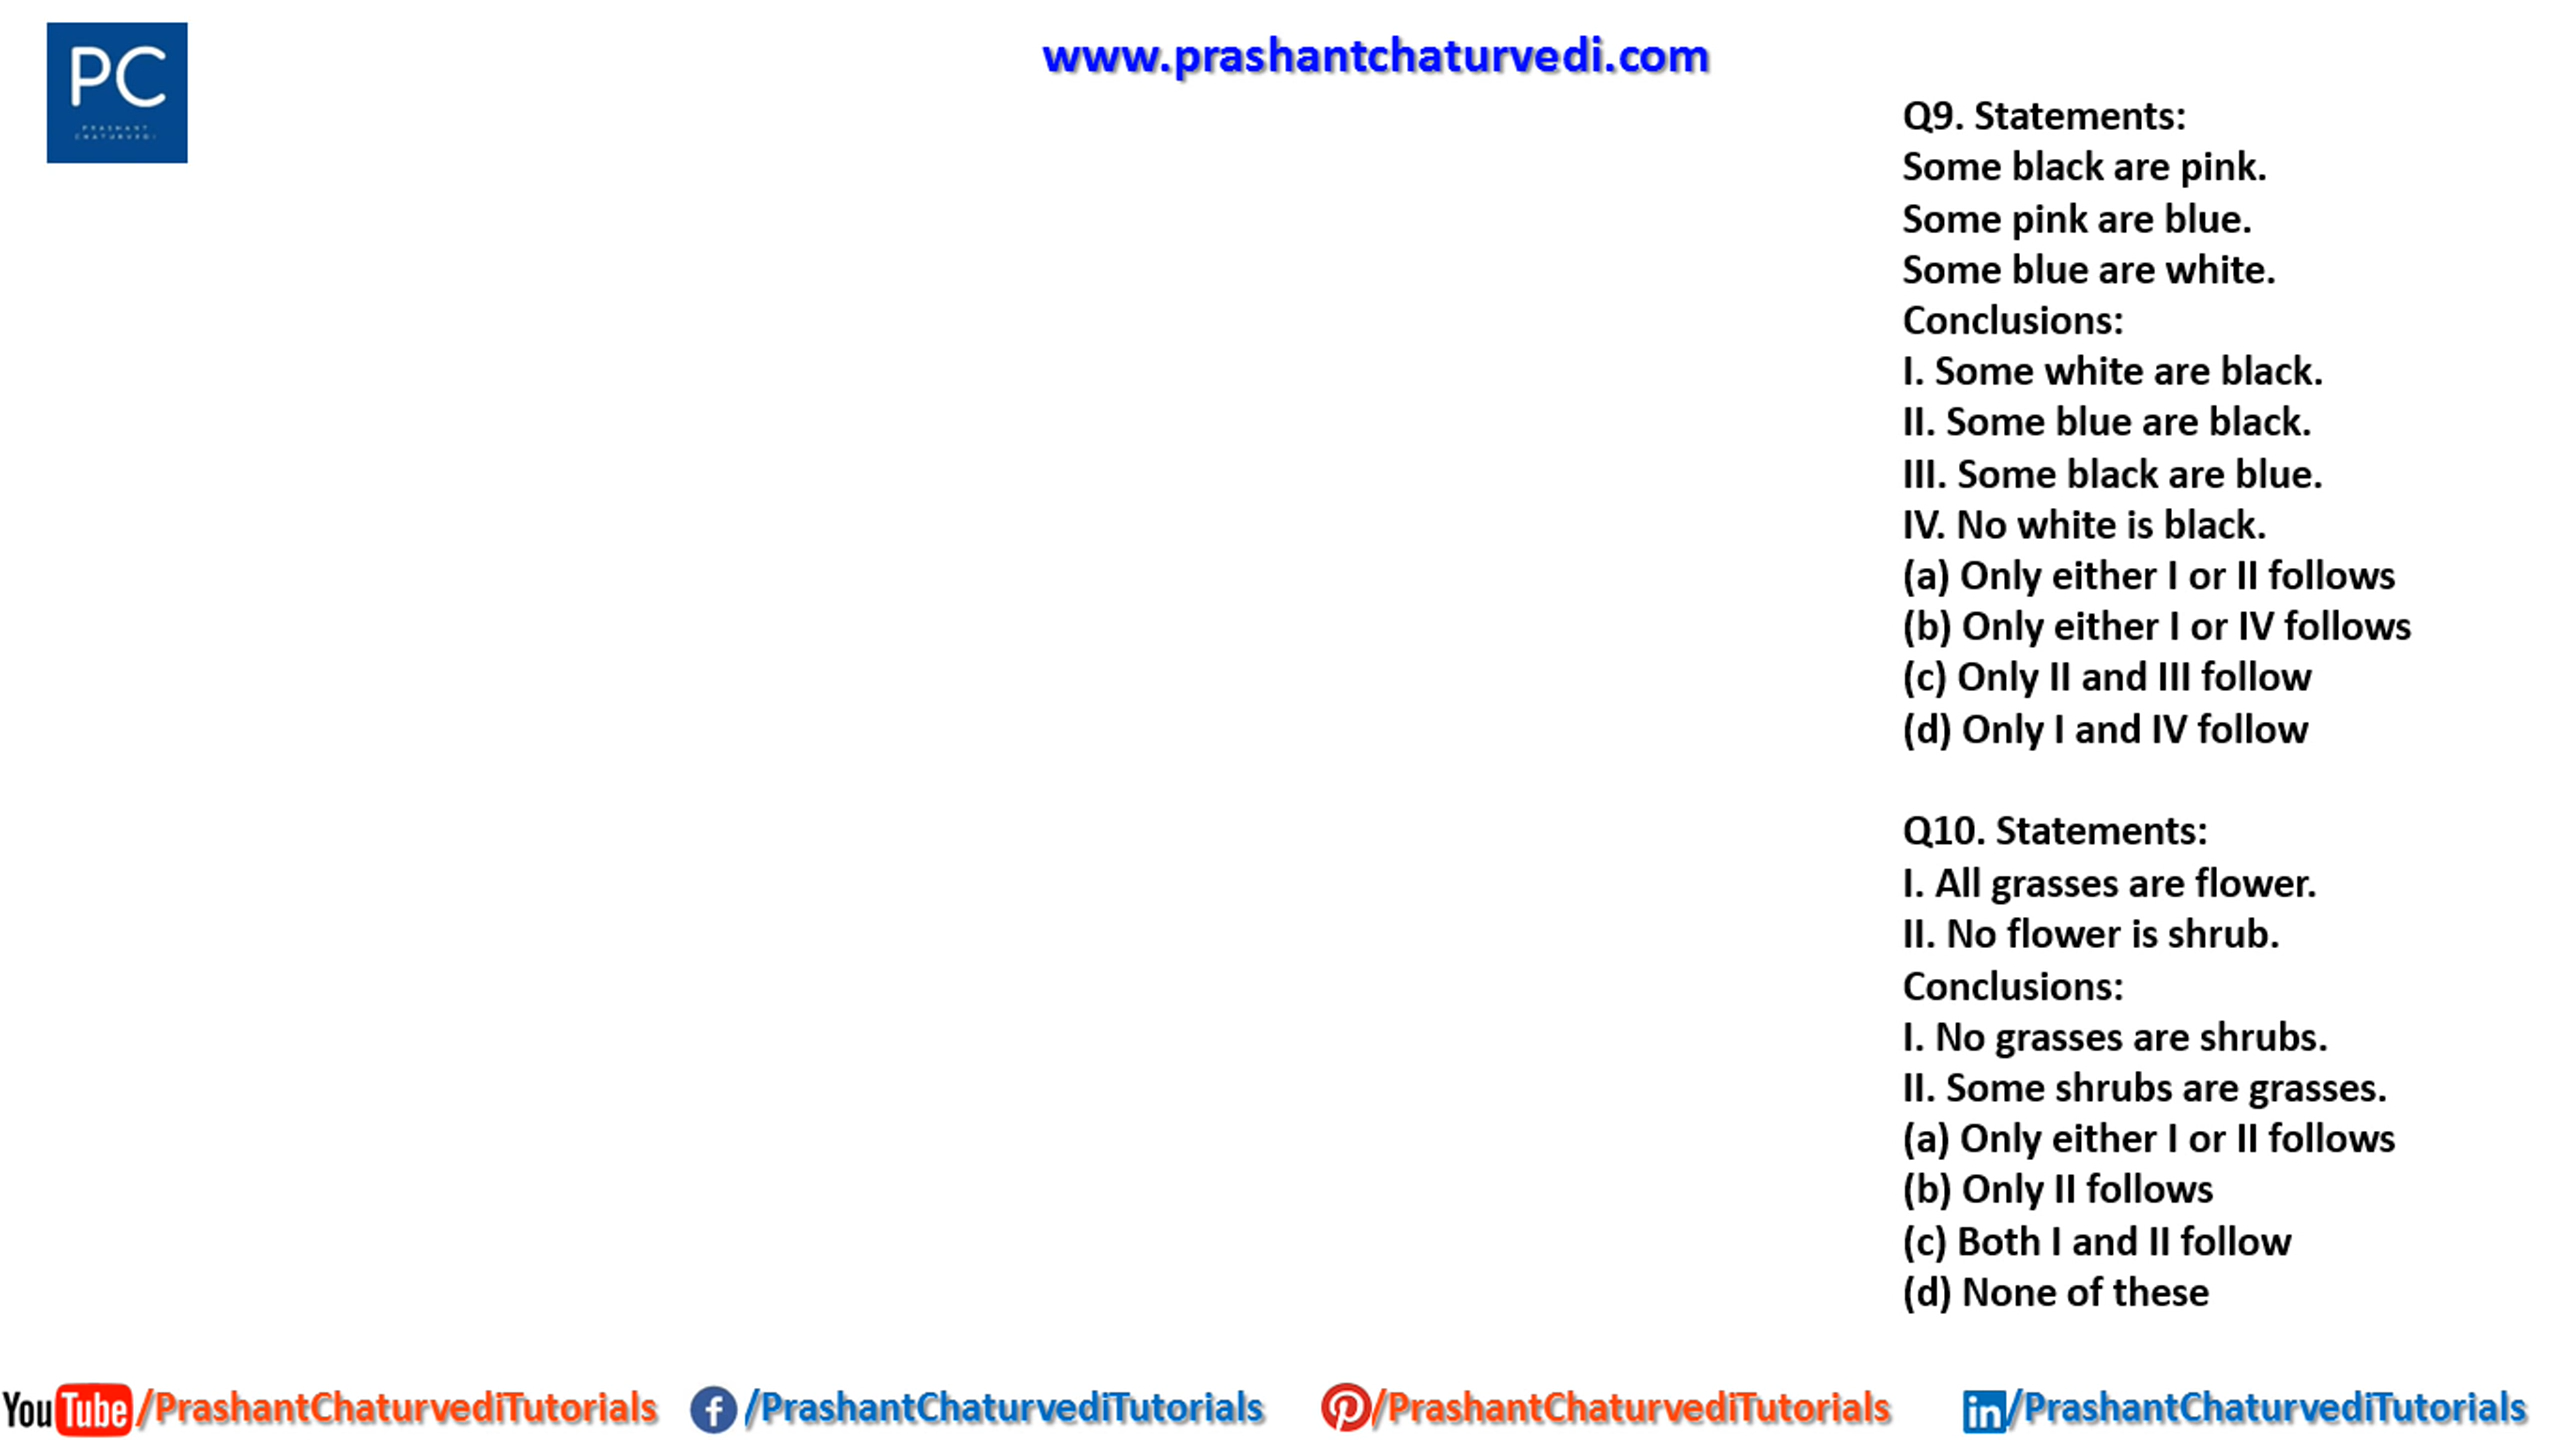 PC
PRASHANT
CHATURVEDI
www.prashantchaturvedi.com
Q9. Statements:
Some black are pink.
Some pink are blue.
Some blue are white.
Conclusions:
I. Some white are black.
II. Some blue are black.
III. Some black are blue.
IV. No white is black.
(a) Only either I or II follows
(b) Only either I or IV follows
(c) Only II and III follow
(d) Only I and IV follow
Q10. Statements:
I. All grasses are flower.
II. No flower is shrub.
Conclusions:
I. No grasses are shrubs.
II. Some shrubs are grasses.
(a) Only either I or II follows
(b) Only II follows
(c) Both I and II follow
(d) None of these
YouTube/PrashantChaturvediTutorials f/PrashantChaturvediTutorials /PrashantChaturvediTutorials in/PrashantChaturvediTutorials